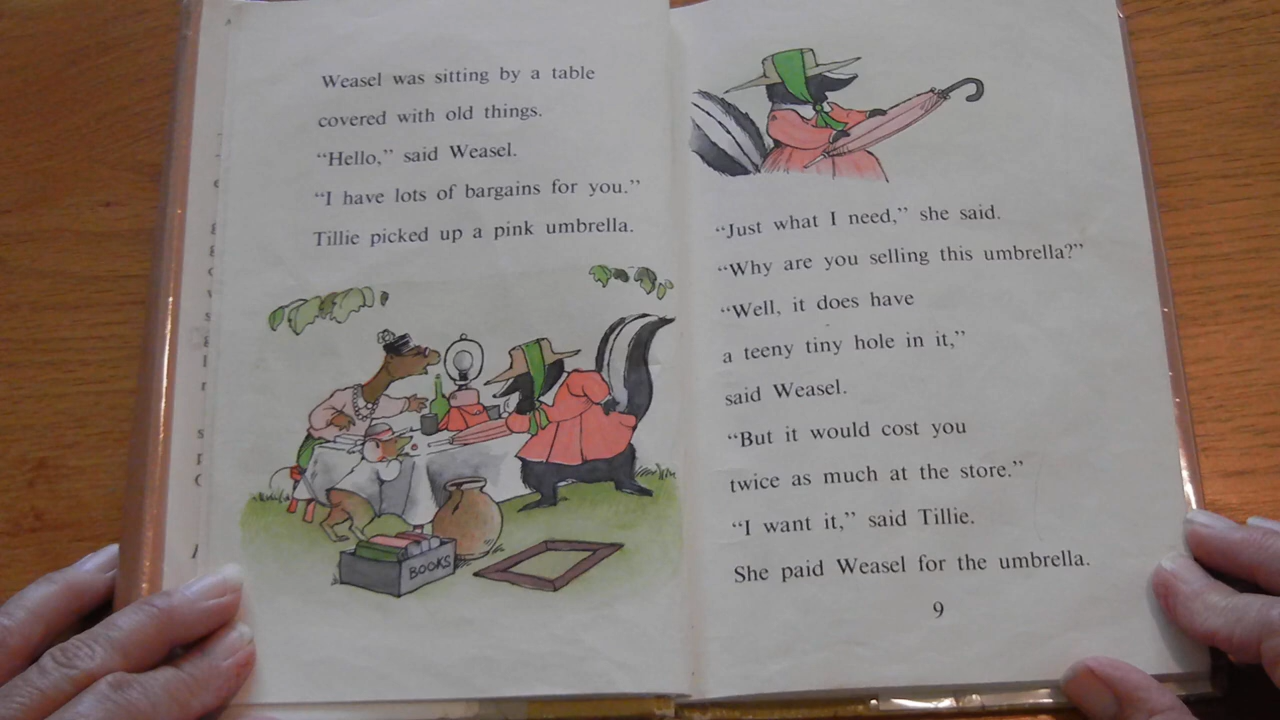 Weasel was sitting by a table
covered with old things.
“Hello,” said Weasel.
“I have lots of bargains for you.”
Tillie picked up a pink umbrella.
BOOKS
“Just what I need,” she said.
“Why are you selling this umbrella?”
“Well, it does have
a teeny tiny hole in it,”
said Weasel.
“But it would cost you
twice as much at the store.”
“I want it,” said Tillie.
She paid Weasel for the umbrella.
9